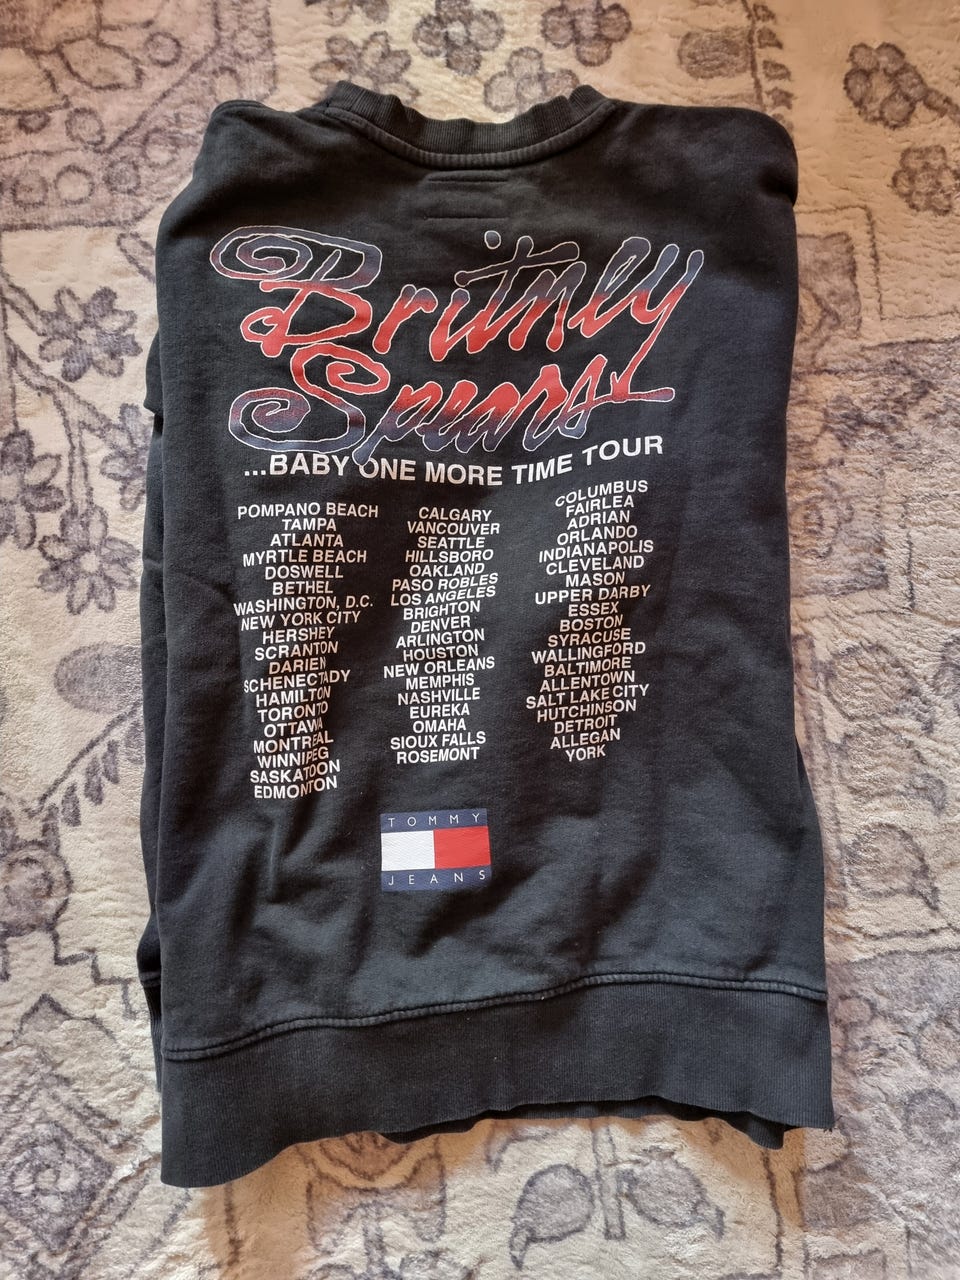 Britney
Spears
...BABY ONE MORE TIME TOUR
POMPANO BEACH
TAMPA
ATLANTA
MYRTLE BEACH
DOSWELL
BETHEL
WASHINGTON, D.C.
NEW YORK CITY
HERSHEY
SCRANTON
DARIEN
SCHENECTADY
HAMILTON
TORONTO
OTTAWA
MONTREAL
WINNIPEG
SASKATOON
EDMONTON
CALGARY
VANCOUVER
SEATTLE
HILLSBORO
OAKLAND
PASO ROBLES
LOS ANGELES
BRIGHTON
DENVER
ARLINGTON
HOUSTON
NEW ORLEANS
MEMPHIS
NASHVILLE
EUREKA
OMAHA
SIOUX FALLS
ROSEMONT
COLUMBUS
FAIRLEA
ADRIAN
ORLANDO
INDIANAPOLIS
CLEVELAND
MASON
UPPER DARBY
ESSEX
BOSTON
SYRACUSE
WALLINGFORD
BALTIMORE
ALLENTOWN
SALT LAKE CITY
HUTCHINSON
DETROIT
ALLEGAN
YORK
TOMMY
JEANS